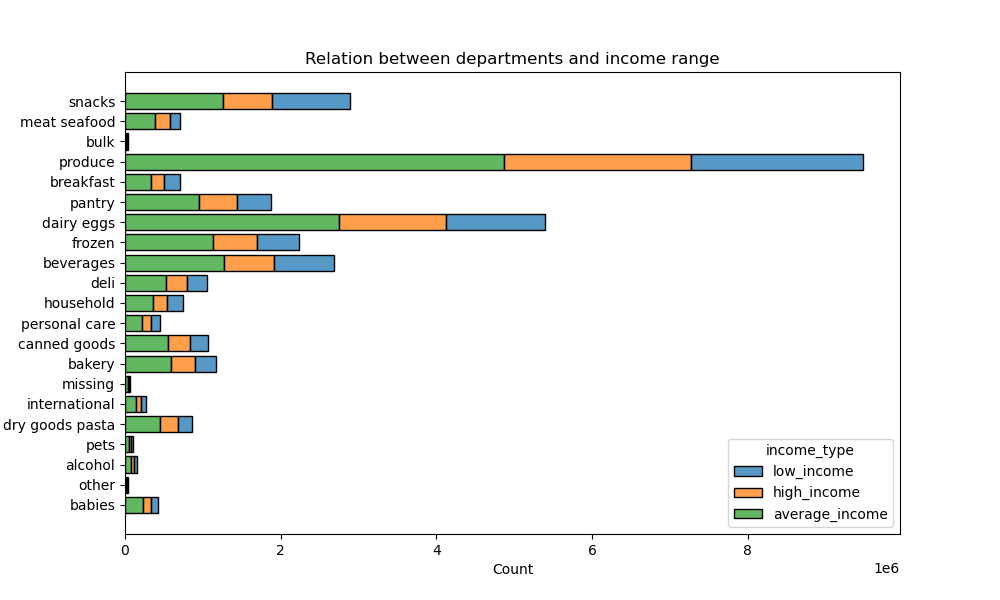 Relation between departments and income range
snacks
meat seafood
bulk
produce
breakfast
pantry
dairy eggs
frozen
beverages
deli
household
personal care
canned goods
bakery
missing
international
dry goods pasta
pets
alcohol
other
babies
income_type
low_income
high_income
average_income
0 2 4 6 8
1e6
Count